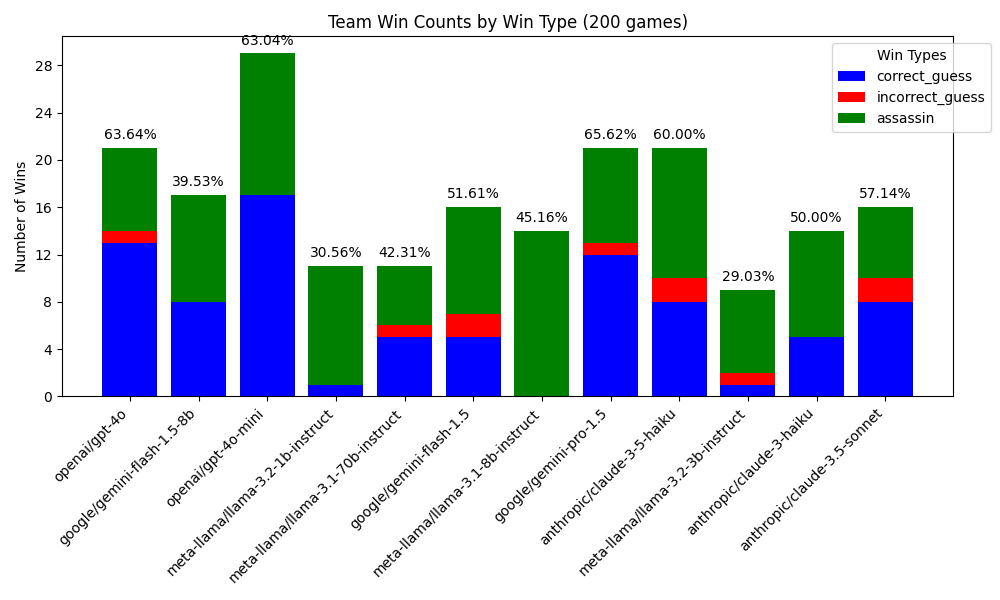 Team Win Counts by Win Type (200 games)
Number of Wins
28
24
20
16
12
8
4
0
63.64%
39.53%
63.04%
30.56%
42.31%
51.61%
45.16%
65.62%
60.00%
29.03%
50.00%
57.14%
Win Types
correct_guess
incorrect_guess
assassin
openai/gpt-4o
google/gemini-flash-1.5-8b
openai/gpt-4o-mini
meta-llama/llama-3.2-1b-instruct
meta-llama/llama-3.1-70b-instruct
google/gemini-flash-1.5
meta-llama/llama-3.1-8b-instruct
google/gemini-pro-1.5
anthropic/claude-3-5-haiku
meta-llama/llama-3.2-3b-instruct
anthropic/claude-3-haiku
anthropic/claude-3.5-sonnet